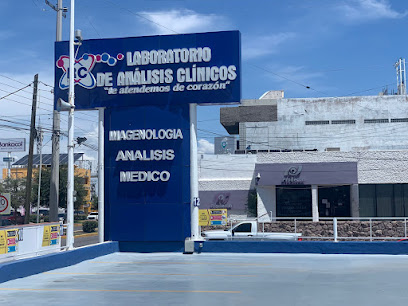 LABORATORIO
DE ANÁLISIS CLÍNICOS
"te atendemos de corazón"
IMAGENOLOGIA
ANALISIS
MEDICO